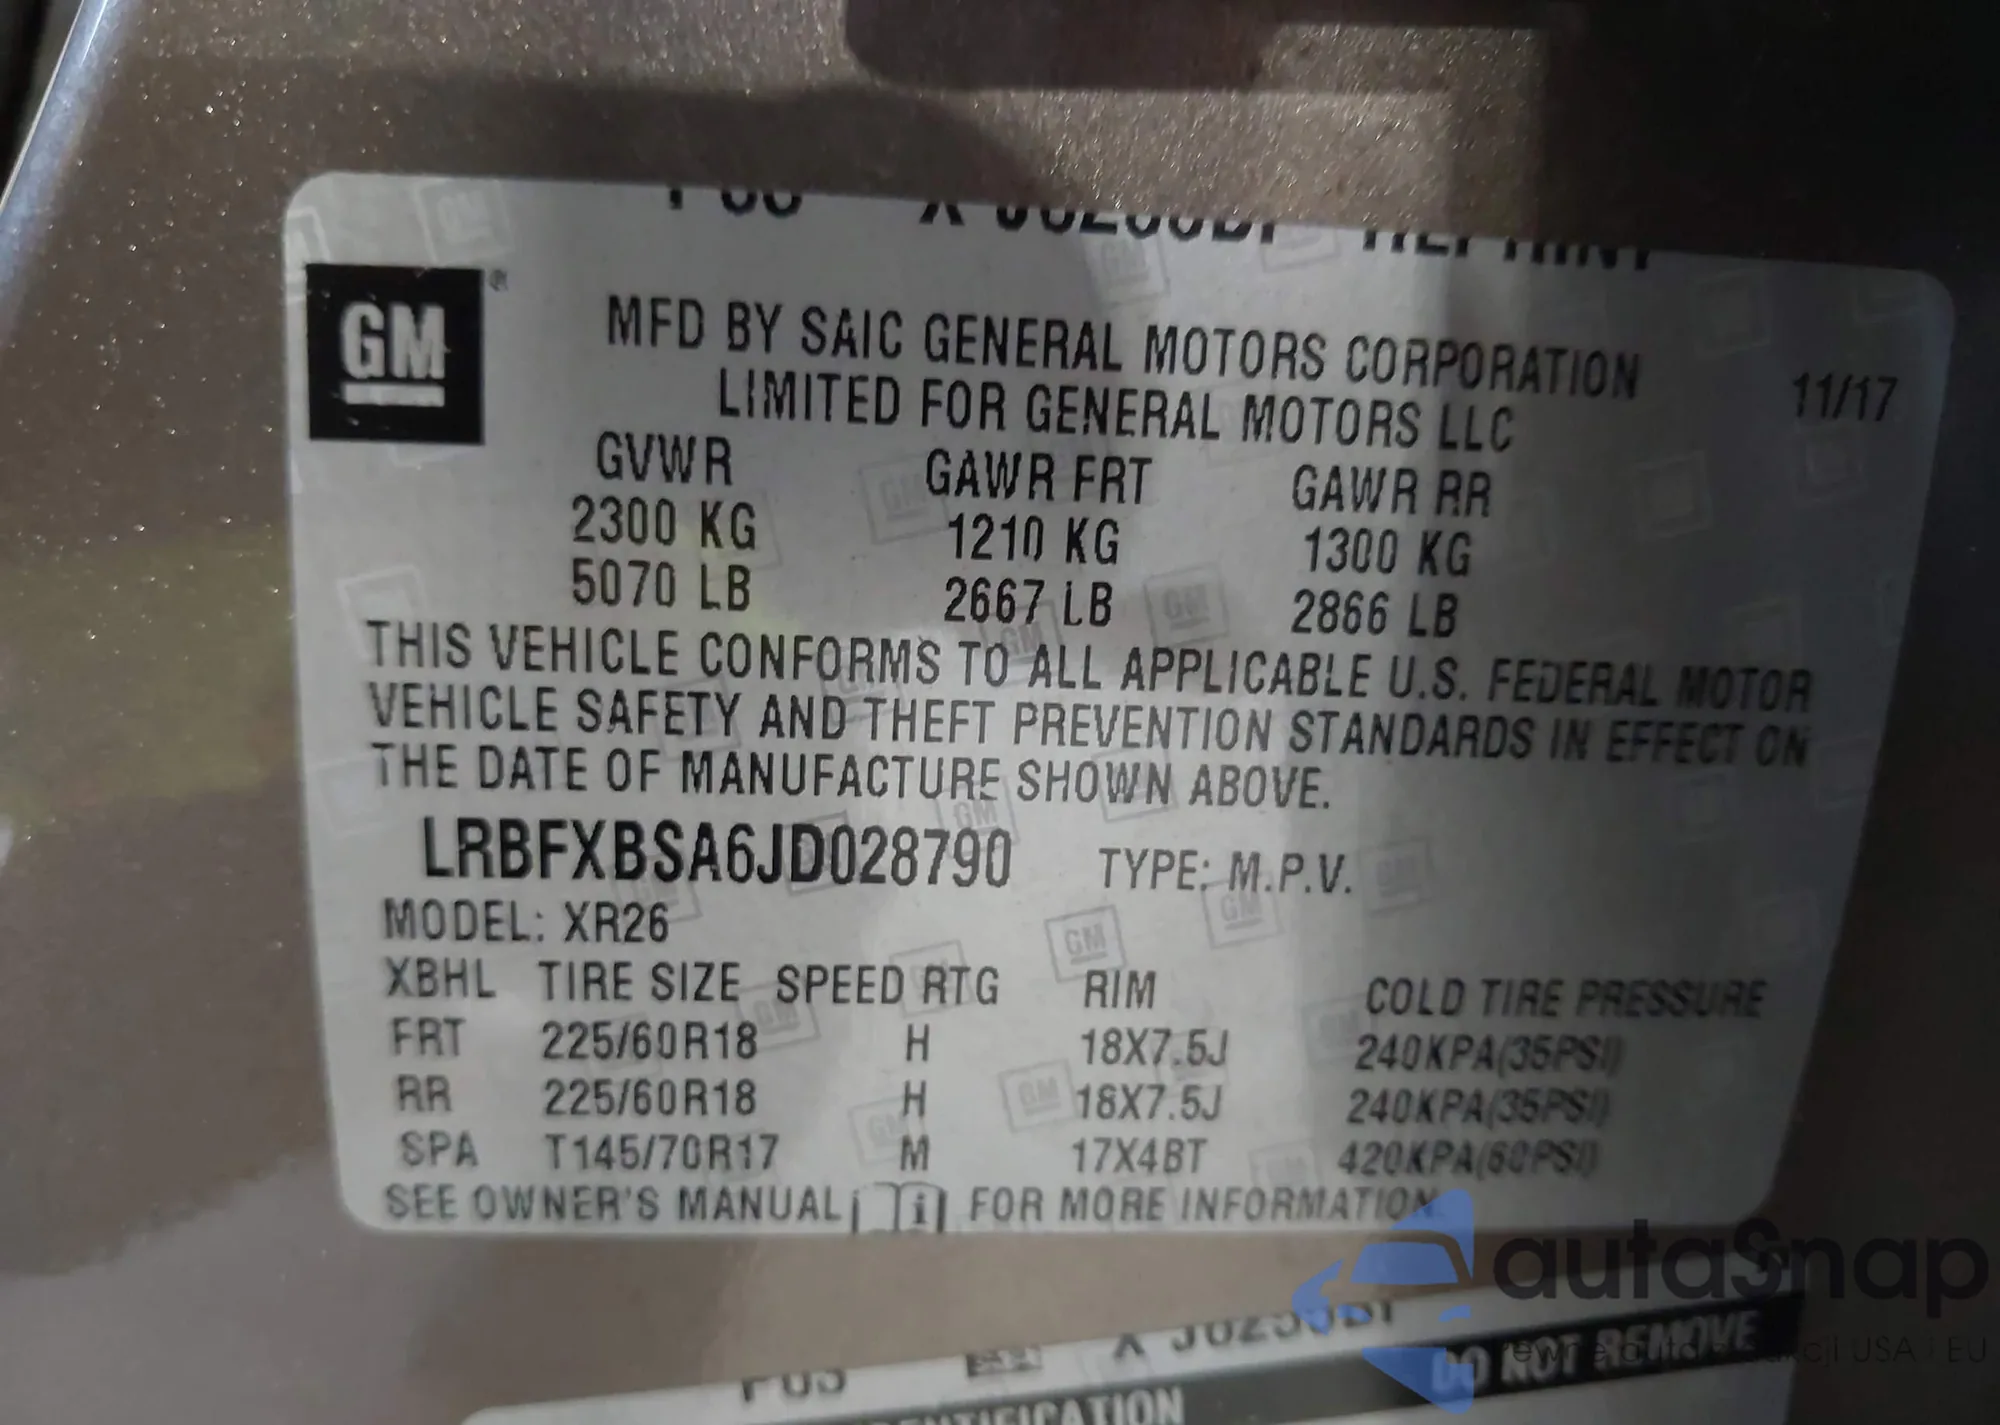 GM
MFD BY SAIC GENERAL MOTORS CORPORATION
LIMITED FOR GENERAL MOTORS LLC
11/17
GVWR GAWR FRT GAWR RR
2300 KG 1210 KG 1300 KG
5070 LB 2667 LB 2866 LB
THIS VEHICLE CONFORMS TO ALL APPLICABLE U.S. FEDERAL MOTOR
VEHICLE SAFETY AND THEFT PREVENTION STANDARDS IN EFFECT ON
THE DATE OF MANUFACTURE SHOWN ABOVE.
LRBFXBSA6JD028790 TYPE: M.P.V.
MODEL: XR26
XBHL TIRE SIZE SPEED RTG RIM COLD TIRE PRESSURE
FRT 225/60R18 H 18X7.5J 240KPA(35PSI)
RR 225/60R18 H 18X7.5J 240KPA(35PSI)
SPA T145/70R17 M 17X4BT 420KPA(60PSI)
SEE OWNER'S MANUAL i FOR MORE INFORMATION
autaSnap
USA | EU
DO NOT REMOVE